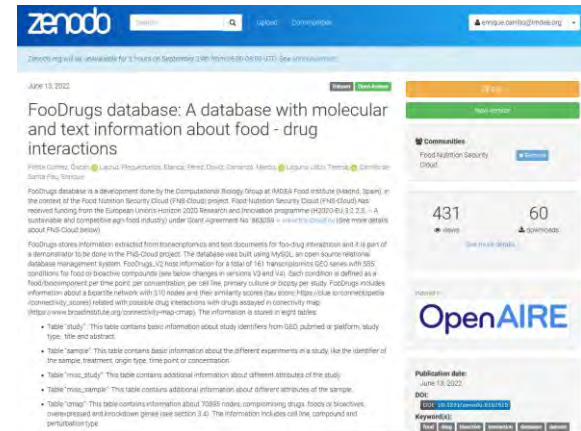 zenodo
Search
Upload
Communities
enrique.carrillo@imdea.org
Zenodo.org will be unavailable for 2 hours on September 29th from 06:00-08:00 UTC. See announcement.
June 13, 2022
Dataset
Open Access
FooDrugs database: A database with molecular
and text information about food - drug
interactions
FooDrugs database is a development done by the Computational Biology Group at IMDEA Food Institute (Madrid, Spain), in
the context of the Food Nutrition Security Cloud (FNS-Cloud) project. Food Nutrition Security Cloud (FNS-Cloud) has
received funding from the European Union's Horizon 2020 Research and Innovation programme (H2020-EU.3.2.2.3. – A
sustainable and competitive agri-food industry) under Grant Agreement No. 863059 – (see more details
about FNS-Cloud below)
FooDrugs stores information extracted from transcriptomics and text documents for foo-drug interactiosn and it is part of
a demonstrator to be done in the FNS-Cloud project. The database was built using MySQL, an open source relational
database management system. FooDrugs_V2 host information for a total of 161 transcriptomics GEO series with 585
conditions for food or bioactive compounds (see below changes in versions V3 and V4). Each condition is defined as a
food/biocomponent per time point, per concentration, per cell line, primary culture or biopsy per study. FooDrugs includes
information about a bipartite network with 510 nodes and their similarity scores (tau score; https://clue.io/connectopedia
/connectivity_scores) related with possible drug interactions with drugs assayed in conectivity map
(https://www.broadinstitute.org/connectivity-map-cmap). The information is stored in eight tables:
• Table "study" : This table contains basic information about study identifiers from GEO, pubmed or platform, study
type, title and abstract
• Table "sample": This table contains basic information about the different experiments in a study, like the identifier of
the sample, treatment, origin type, time point or concentration.
• Table "misc_study": This table contains additional information about different attributes of the study.
• Table "misc_sample": This table contains additional information about different attributes of the sample.
• Table "cmap": This table contains information about 70895 nodes, compromising drugs, foods or bioactives,
overexpressed and knockdown genes (see section 3.4). The information includes cell line, compound and
perturbation type.
Edit
New version
Communities
Food Nutrition Security
Cloud
Remove
431
views
60
downloads
See more details...
Indexed in
OpenAIRE
Publication date:
June 13, 2022
DOI:
Keyword(s):
food
drug
bioactive
interaction
database
dataset